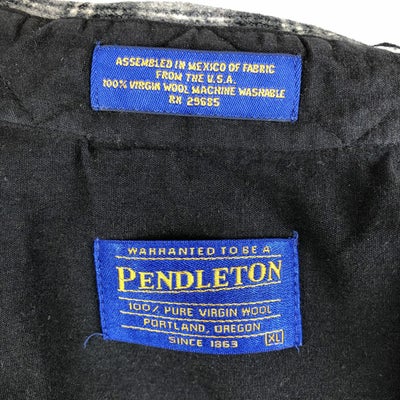 ASSEMBLED IN MEXICO OF FABRIC
FROM THE U.S.A.
100% VIRGIN WOOL MACHINE WASHABLE
RN 29685
WARRANTED TO BE A
PENDLETON
100% PURE VIRGIN WOOL
PORTLAND, OREGON
SINCE 1863 XL